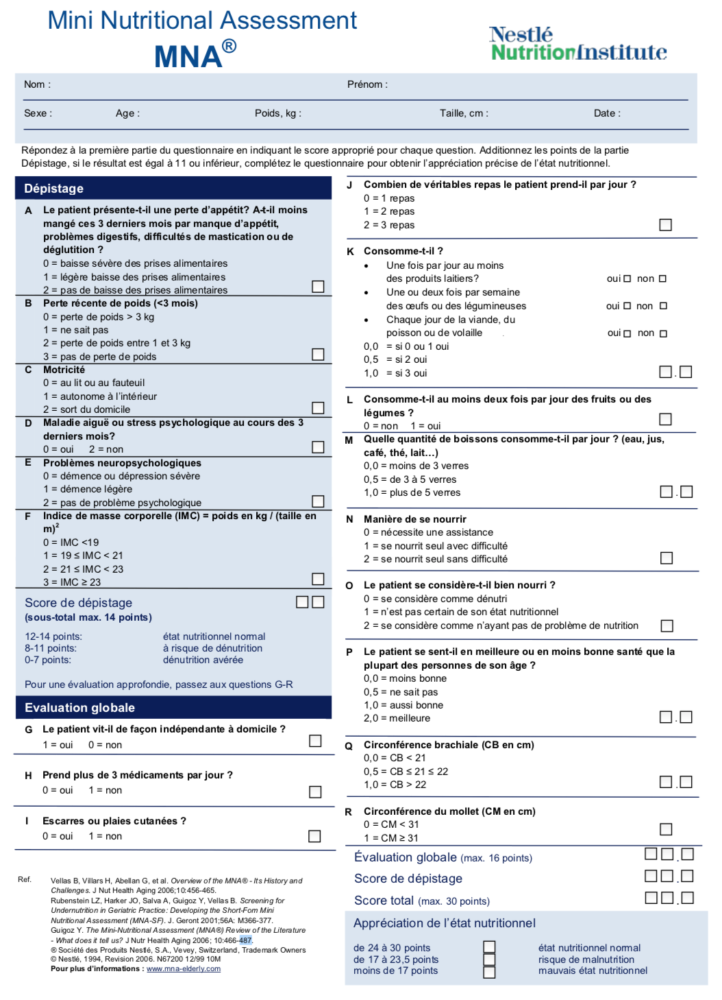 Mini Nutritional Assessment
MNA®
Nestlé
NutritionInstitute
Nom :
Prénom :
Sexe :
Age :
Poids, kg :
Taille, cm :
Date :
Répondez à la première partie du questionnaire en indiquant le score approprié pour chaque question. Additionnez les points de la partie
Dépistage, si le résultat est égal à 11 ou inférieur, complétez le questionnaire pour obtenir l’appréciation précise de l’état nutritionnel.
Dépistage
A Le patient présente-t-il une perte d’appétit? A-t-il moins
mangé ces 3 derniers mois par manque d’appétit,
problèmes digestifs, difficultés de mastication ou de
déglutition ?
0 = baisse sévère des prises alimentaires
1 = légère baisse des prises alimentaires
2 = pas de baisse des prises alimentaires
B Perte récente de poids (<3 mois)
0 = perte de poids > 3 kg
1 = ne sait pas
2 = perte de poids entre 1 et 3 kg
3 = pas de perte de poids
C Motricité
0 = au lit ou au fauteuil
1 = autonome à l’intérieur
2 = sort du domicile
D Maladie aiguë ou stress psychologique au cours des 3
derniers mois?
0 = oui 2 = non
E Problèmes neuropsychologiques
0 = démence ou dépression sévère
1 = démence légère
2 = pas de problème psychologique
F Indice de masse corporelle (IMC) = poids en kg / (taille en
m)²
0 = IMC <19
1 = 19 ≤ IMC < 21
2 = 21 ≤ IMC < 23
3 = IMC ≥ 23
Score de dépistage
(sous-total max. 14 points)
12-14 points: état nutritionnel normal
8-11 points: à risque de dénutrition
0-7 points: dénutrition avérée
Pour une évaluation approfondie, passez aux questions G-R
Evaluation globale
G Le patient vit-il de façon indépendante à domicile ?
1 = oui 0 = non
H Prend plus de 3 médicaments par jour ?
0 = oui 1 = non
I Escarres ou plaies cutanées ?
0 = oui 1 = non
Ref. Vellas B, Villars H, Abellan G, et al. Overview of the MNA® - Its History and
Challenges. J Nut Health Aging 2006;10:456-465.
Rubenstein LZ, Harker JO, Salva A, Guigoz Y, Vellas B. Screening for
Undernutrition in Geriatric Practice: Developing the Short-Fom Mini
Nutritional Assessment (MNA-SF). J. Geront 2001;56A: M366-377.
Guigoz Y. The Mini-Nutritional Assessment (MNA®) Review of the Literature
- What does it tell us? J Nutr Health Aging 2006; 10:466-487.
® Société des Produits Nestlé, S.A., Vevey, Switzerland, Trademark Owners
© Nestlé, 1994, Revision 2006. N67200 12/99 10M
Pour plus d’informations : www.mna-elderly.com
J Combien de véritables repas le patient prend-il par jour ?
0 = 1 repas
1 = 2 repas
2 = 3 repas
K Consomme-t-il ?
• Une fois par jour au moins
des produits laitiers? oui non
• Une ou deux fois par semaine
des œufs ou des légumineuses oui non
• Chaque jour de la viande, du
poisson ou de volaille oui non
0,0 = si 0 ou 1 oui
0,5 = si 2 oui
1,0 = si 3 oui
.
L Consomme-t-il au moins deux fois par jour des fruits ou des
légumes ?
0 = non 1 = oui
M Quelle quantité de boissons consomme-t-il par jour ? (eau, jus,
café, thé, lait…)
0,0 = moins de 3 verres
0,5 = de 3 à 5 verres
1,0 = plus de 5 verres
.
N Manière de se nourrir
0 = nécessite une assistance
1 = se nourrit seul avec difficulté
2 = se nourrit seul sans difficulté
O Le patient se considère-t-il bien nourri ?
0 = se considère comme dénutri
1 = n’est pas certain de son état nutritionnel
2 = se considère comme n’ayant pas de problème de nutrition
P Le patient se sent-il en meilleure ou en moins bonne santé que la
plupart des personnes de son âge ?
0,0 = moins bonne
0,5 = ne sait pas
1,0 = aussi bonne
2,0 = meilleure
.
Q Circonférence brachiale (CB en cm)
0,0 = CB < 21
0,5 = CB ≤ 21 ≤ 22
1,0 = CB > 22
.
R Circonférence du mollet (CM en cm)
0 = CM < 31
1 = CM ≥ 31
Évaluation globale (max. 16 points) .
Score de dépistage .
Score total (max. 30 points) .
Appréciation de l’état nutritionnel
de 24 à 30 points état nutritionnel normal
de 17 à 23,5 points risque de malnutrition
moins de 17 points mauvais état nutritionnel